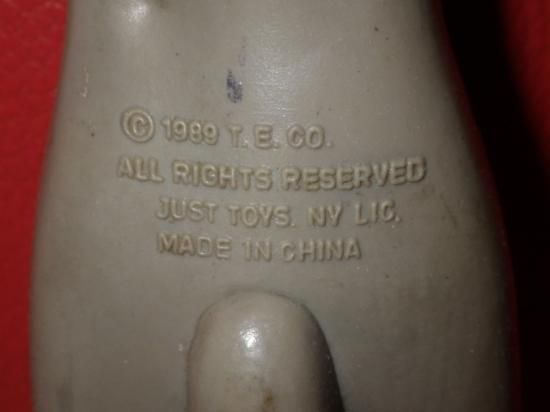 © 1989 T. E. CO.
ALL RIGHTS RESERVED
JUST TOYS. NY LIC.
MADE IN CHINA